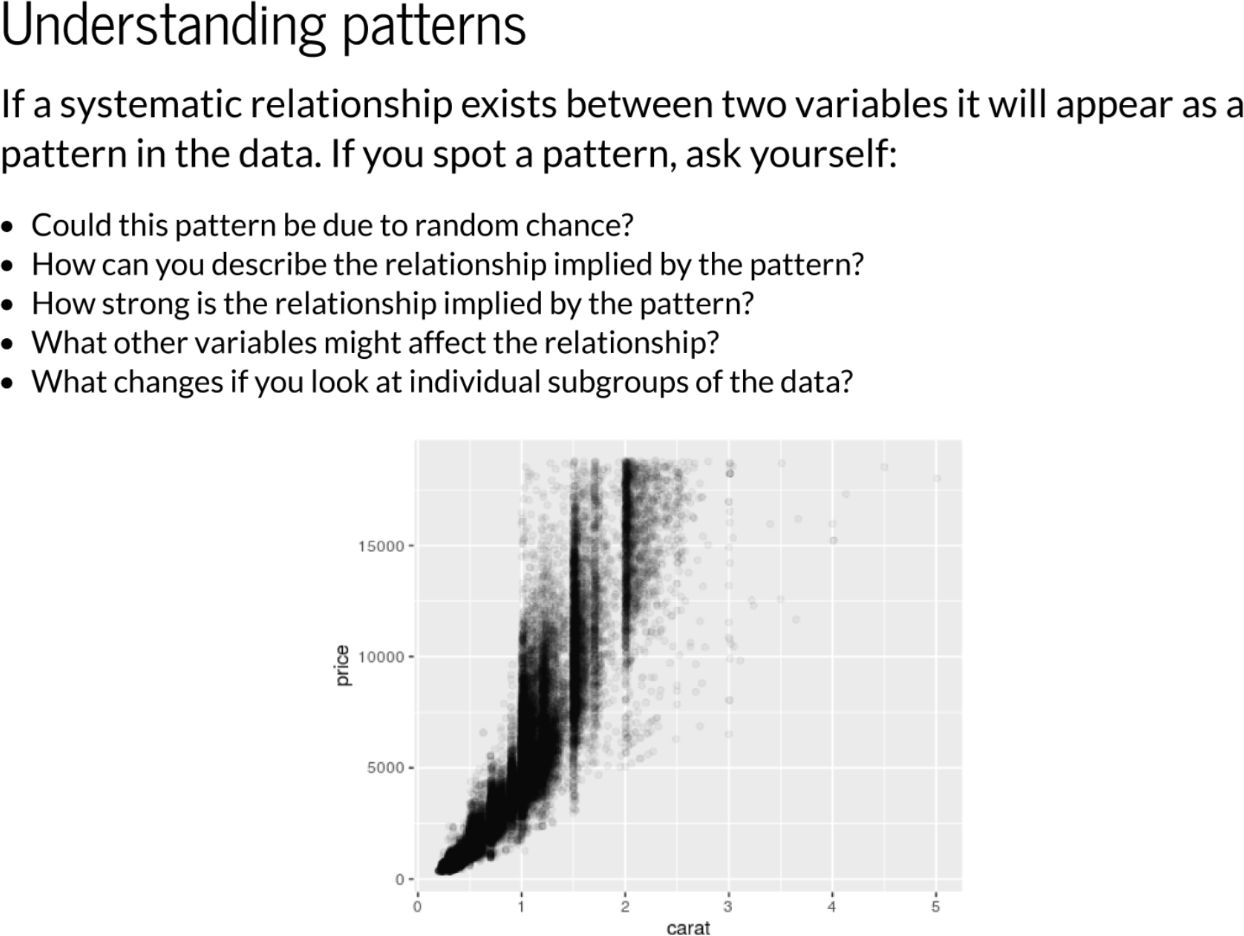 Understanding patterns
If a systematic relationship exists between two variables it will appear as a
pattern in the data. If you spot a pattern, ask yourself:
• Could this pattern be due to random chance?
• How can you describe the relationship implied by the pattern?
• How strong is the relationship implied by the pattern?
• What other variables might affect the relationship?
• What changes if you look at individual subgroups of the data?
15000
10000
price
5000
0
0 1 2 3 4 5
carat